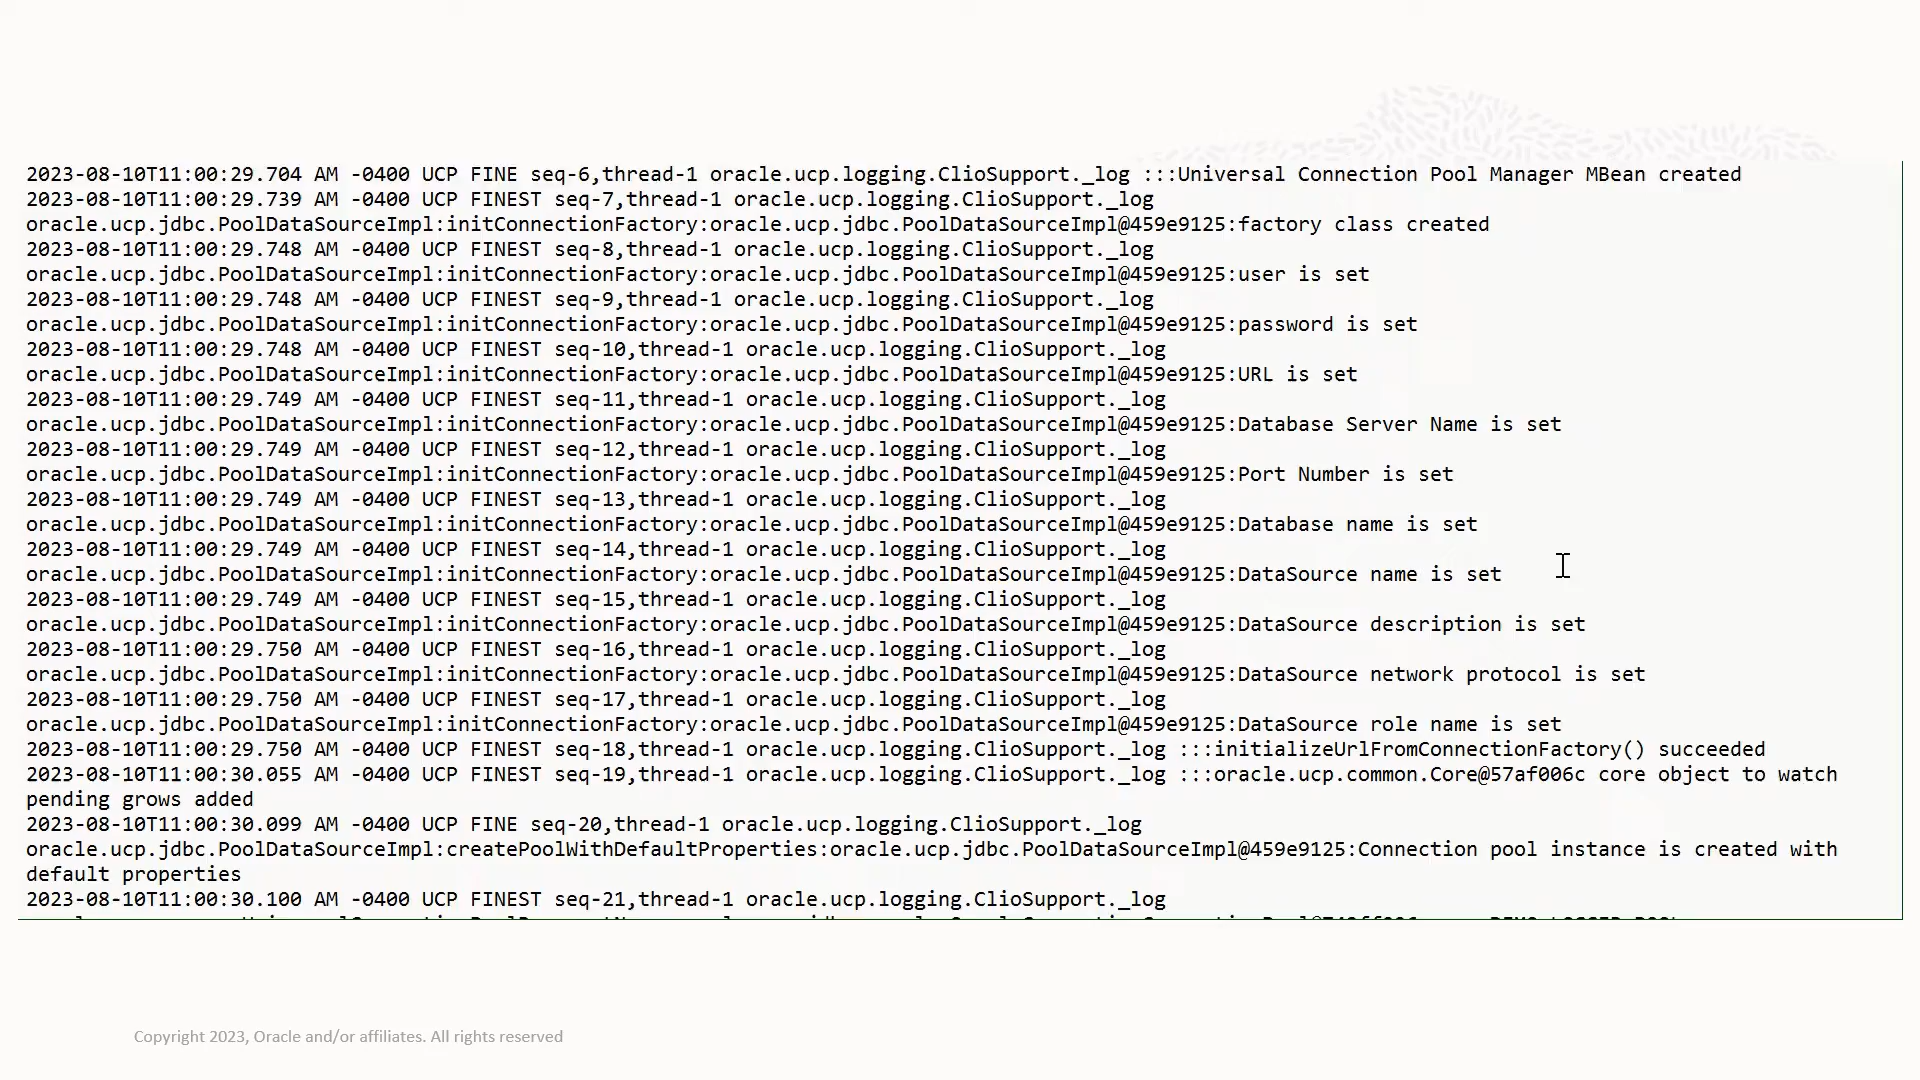 2023-08-10T11:00:29.704 AM -0400 UCP FINE seq-6,thread-1 oracle.ucp.logging.ClioSupport._log :::Universal Connection Pool Manager MBean created
2023-08-10T11:00:29.739 AM -0400 UCP FINEST seq-7,thread-1 oracle.ucp.logging.ClioSupport._log
oracle.ucp.jdbc.PoolDataSourceImpl:initConnectionFactory:oracle.ucp.jdbc.PoolDataSourceImpl@459e9125:factory class created
2023-08-10T11:00:29.748 AM -0400 UCP FINEST seq-8,thread-1 oracle.ucp.logging.ClioSupport._log
oracle.ucp.jdbc.PoolDataSourceImpl:initConnectionFactory:oracle.ucp.jdbc.PoolDataSourceImpl@459e9125:user is set
2023-08-10T11:00:29.748 AM -0400 UCP FINEST seq-9,thread-1 oracle.ucp.logging.ClioSupport._log
oracle.ucp.jdbc.PoolDataSourceImpl:initConnectionFactory:oracle.ucp.jdbc.PoolDataSourceImpl@459e9125:password is set
2023-08-10T11:00:29.748 AM -0400 UCP FINEST seq-10,thread-1 oracle.ucp.logging.ClioSupport._log
oracle.ucp.jdbc.PoolDataSourceImpl:initConnectionFactory:oracle.ucp.jdbc.PoolDataSourceImpl@459e9125:URL is set
2023-08-10T11:00:29.749 AM -0400 UCP FINEST seq-11,thread-1 oracle.ucp.logging.ClioSupport._log
oracle.ucp.jdbc.PoolDataSourceImpl:initConnectionFactory:oracle.ucp.jdbc.PoolDataSourceImpl@459e9125:Database Server Name is set
2023-08-10T11:00:29.749 AM -0400 UCP FINEST seq-12,thread-1 oracle.ucp.logging.ClioSupport._log
oracle.ucp.jdbc.PoolDataSourceImpl:initConnectionFactory:oracle.ucp.jdbc.PoolDataSourceImpl@459e9125:Port Number is set
2023-08-10T11:00:29.749 AM -0400 UCP FINEST seq-13,thread-1 oracle.ucp.logging.ClioSupport._log
oracle.ucp.jdbc.PoolDataSourceImpl:initConnectionFactory:oracle.ucp.jdbc.PoolDataSourceImpl@459e9125:Database name is set
2023-08-10T11:00:29.749 AM -0400 UCP FINEST seq-14,thread-1 oracle.ucp.logging.ClioSupport._log
oracle.ucp.jdbc.PoolDataSourceImpl:initConnectionFactory:oracle.ucp.jdbc.PoolDataSourceImpl@459e9125:DataSource name is set
2023-08-10T11:00:29.749 AM -0400 UCP FINEST seq-15,thread-1 oracle.ucp.logging.ClioSupport._log
oracle.ucp.jdbc.PoolDataSourceImpl:initConnectionFactory:oracle.ucp.jdbc.PoolDataSourceImpl@459e9125:DataSource description is set
2023-08-10T11:00:29.750 AM -0400 UCP FINEST seq-16,thread-1 oracle.ucp.logging.ClioSupport._log
oracle.ucp.jdbc.PoolDataSourceImpl:initConnectionFactory:oracle.ucp.jdbc.PoolDataSourceImpl@459e9125:DataSource network protocol is set
2023-08-10T11:00:29.750 AM -0400 UCP FINEST seq-17,thread-1 oracle.ucp.logging.ClioSupport._log
oracle.ucp.jdbc.PoolDataSourceImpl:initConnectionFactory:oracle.ucp.jdbc.PoolDataSourceImpl@459e9125:DataSource role name is set
2023-08-10T11:00:29.750 AM -0400 UCP FINEST seq-18,thread-1 oracle.ucp.logging.ClioSupport._log :::initializeUrlFromConnectionFactory() succeeded
2023-08-10T11:00:30.055 AM -0400 UCP FINEST seq-19,thread-1 oracle.ucp.logging.ClioSupport._log :::oracle.ucp.common.Core@57af006c core object to watch
pending grows added
2023-08-10T11:00:30.099 AM -0400 UCP FINE seq-20,thread-1 oracle.ucp.logging.ClioSupport._log
oracle.ucp.jdbc.PoolDataSourceImpl:createPoolWithDefaultProperties:oracle.ucp.jdbc.PoolDataSourceImpl@459e9125:Connection pool instance is created with
default properties
2023-08-10T11:00:30.100 AM -0400 UCP FINEST seq-21,thread-1 oracle.ucp.logging.ClioSupport._log
Copyright 2023, Oracle and/or affiliates. All rights reserved